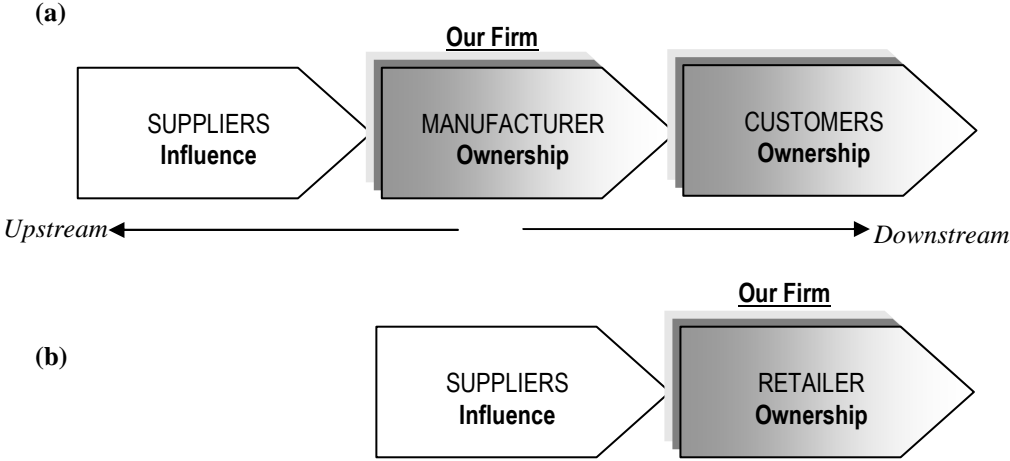 (a)
Our Firm
SUPPLIERS
Influence
MANUFACTURER
Ownership
CUSTOMERS
Ownership
Upstream
Downstream
Our Firm
(b)
SUPPLIERS
Influence
RETAILER
Ownership